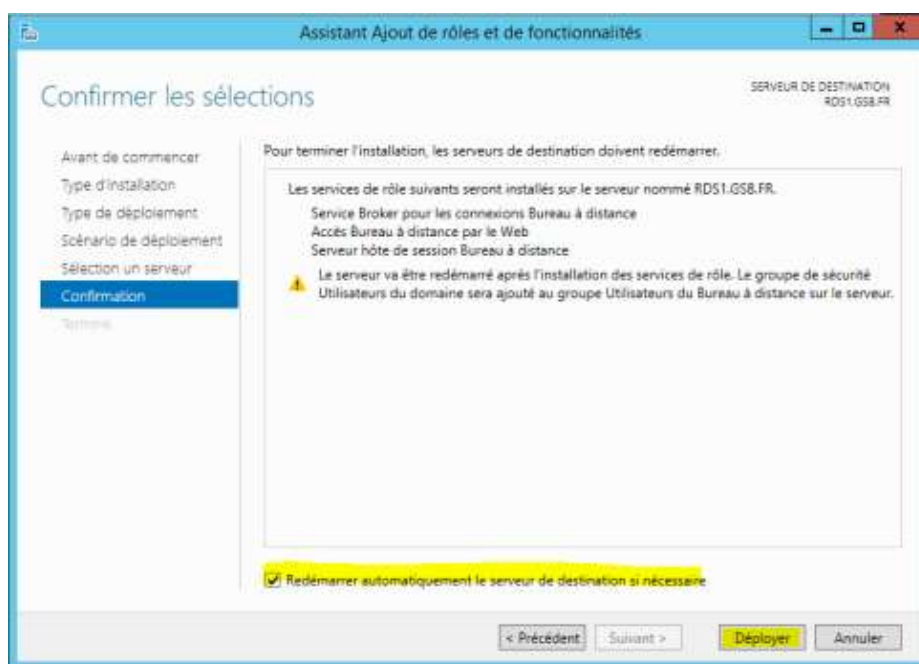 Assistant Ajout de rôles et de fonctionnalités
Confirmer les sélections
SERVEUR DE DESTINATION
RDS1.GSB.FR
Avant de commencer
Type d'installation
Type de déploiement
Scénario de déploiement
Sélection un serveur
Confirmation
Terminé
Pour terminer l'installation, les serveurs de destination doivent redémarrer.
Les services de rôle suivants seront installés sur le serveur nommé RDS1.GSB.FR.
Service Broker pour les connexions Bureau à distance
Accès Bureau à distance par le Web
Serveur hôte de session Bureau à distance
Le serveur va être redémarré après l'installation des services de rôle. Le groupe de sécurité
Utilisateurs du domaine sera ajouté au groupe Utilisateurs du Bureau à distance sur le serveur.
Redémarrer automatiquement le serveur de destination si nécessaire
< Précédent
Suivant >
Déployer
Annuler